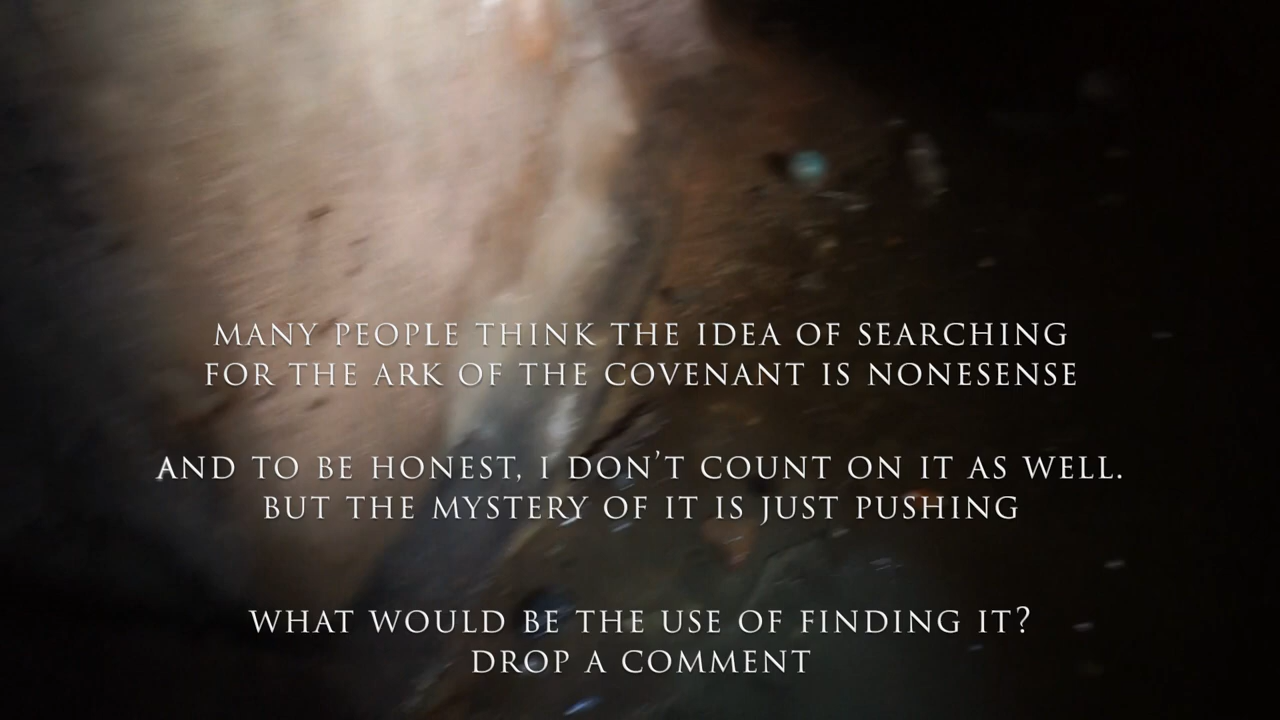 MANY PEOPLE THINK THE IDEA OF SEARCHING
FOR THE ARK OF THE COVENANT IS NONESENSE
AND TO BE HONEST, I DON'T COUNT ON IT AS WELL.
BUT THE MYSTERY OF IT IS JUST PUSHING
WHAT WOULD BE THE USE OF FINDING IT?
DROP A COMMENT